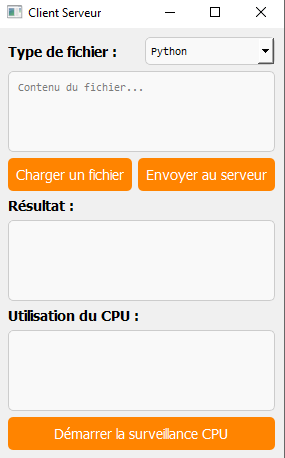 Client Serveur
Type de fichier : Python
Contenu du fichier...
Charger un fichier Envoyer au serveur
Résultat :
Utilisation du CPU :
Démarrer la surveillance CPU